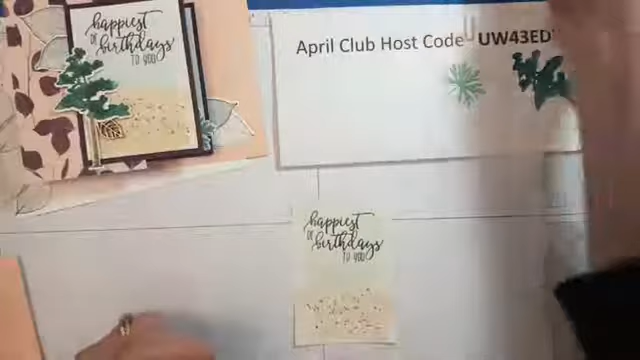 happiest
OF birthdays
TO YOU
April Club Host Code UW43ED
happiest
OF birthdays
TO YOU